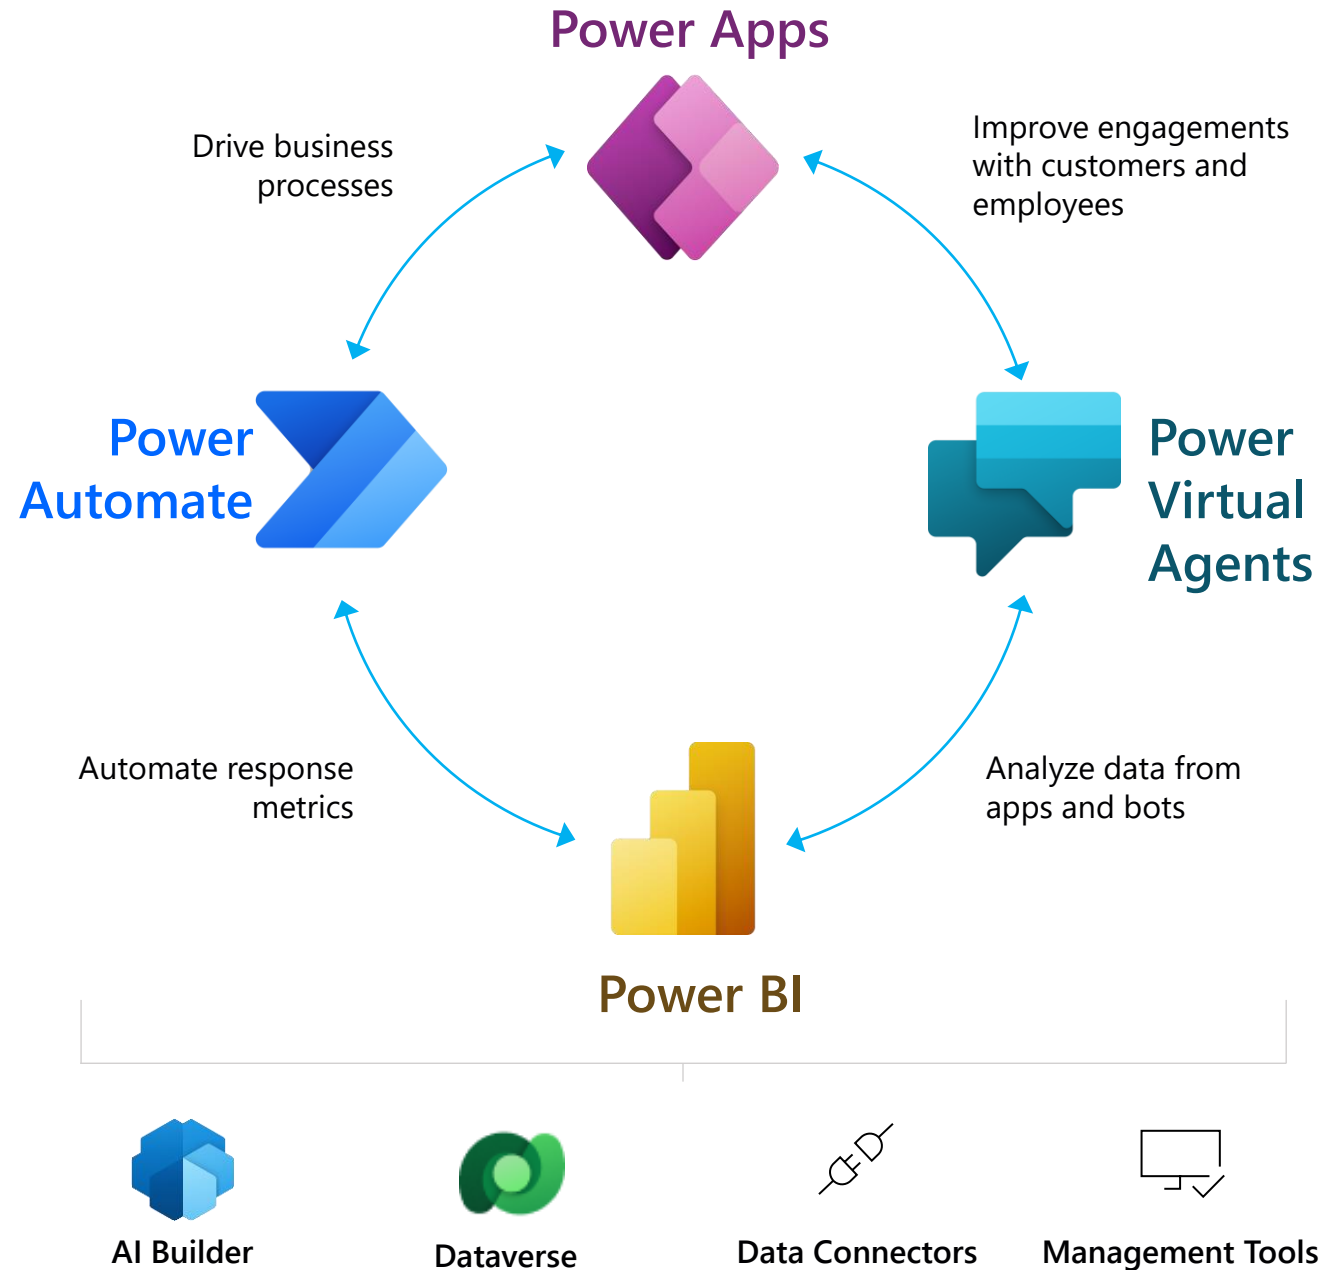 Power Apps
Drive business
processes
Improve engagements
with customers and
employees
Power
Automate
Power
Virtual
Agents
Automate response
metrics
Analyze data from
apps and bots
Power BI
AI Builder
Dataverse
Data Connectors
Management Tools